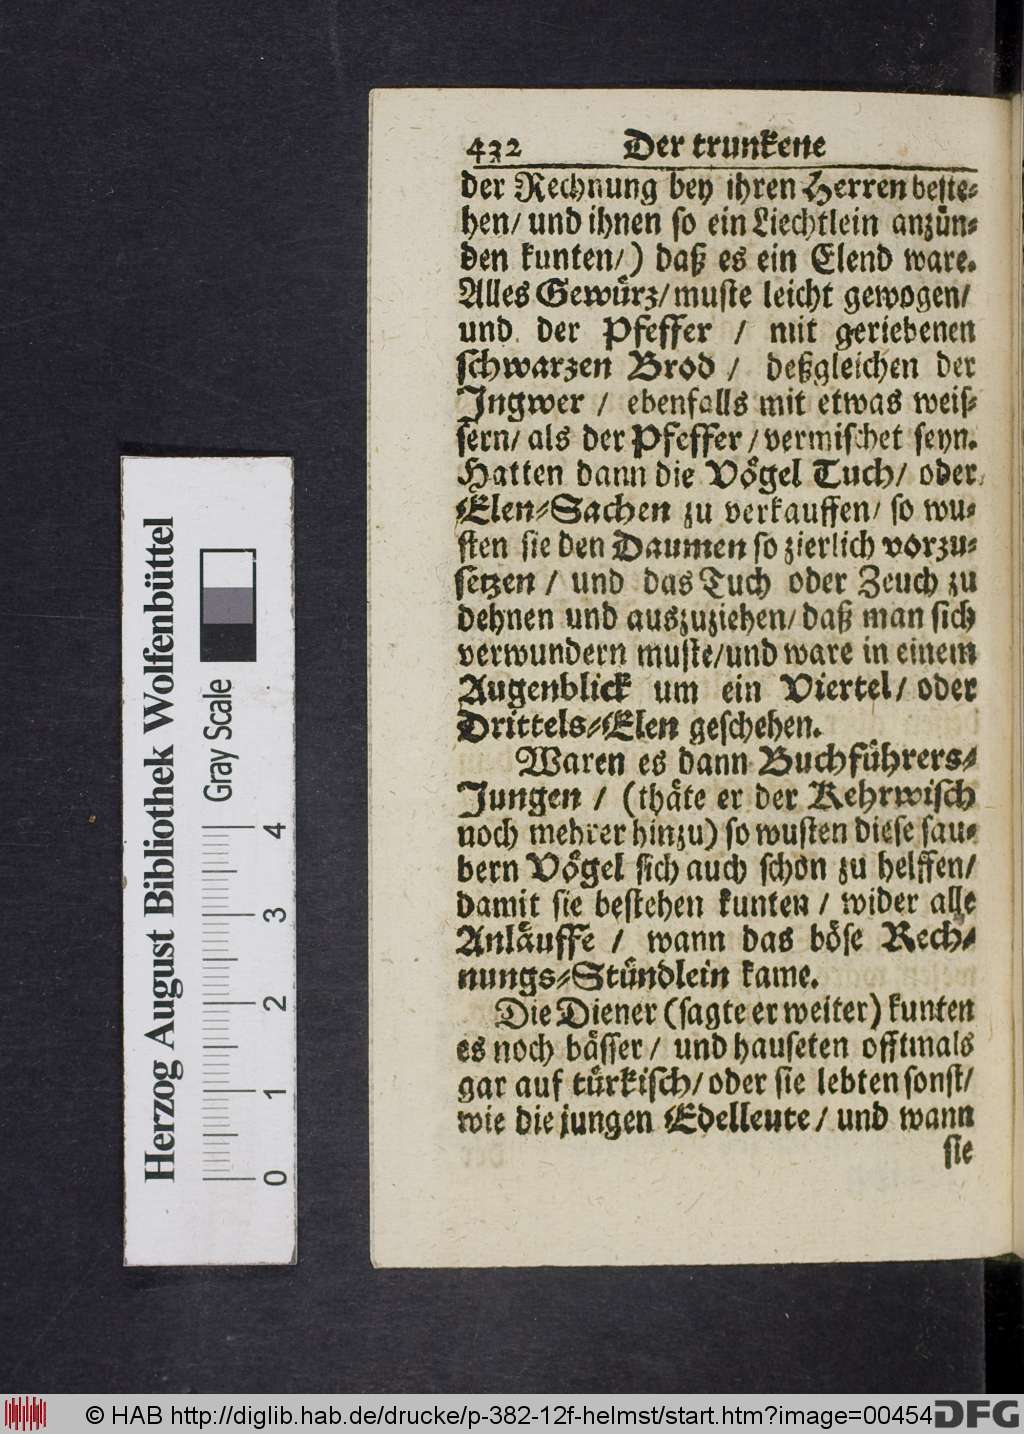 432 Der trunkene
der Rechnung bey ihren Herren beste-
hen/ und ihnen so ein Liechtlein anzün-
den kunten/) daß es ein Elend ware.
Alles Gewürz/ muste leicht gewogen/
und der Pfeffer / mit geriebenen
schwarzen Brod / deßgleichen der
Ingwer / ebenfalls mit etwas weis-
sern/ als der Pfeffer / vermischet seyn.
Hatten dann die Vögel Tuch/ oder
Elen-Sachen zu verkauffen/ so wu-
sten sie den Daumen so zierlich vorzu-
setzen / und das Tuch oder Zeuch zu
dehnen und auszuziehen/ daß man sich
verwundern muste/ und ware in einem
Augenblick um ein Viertel/ oder
Drittels-Elen geschehen.
Waren es dann Buchführers-
Jungen / (thäte er der Kehrwisch
noch mehrer hinzu) so wusten diese sau-
bern Vögel sich auch schon zu helffen/
damit sie bestehen kunten / wider alle
Anläuffe / wann das böse Rech-
nungs-Stündlein kame.
Die Diener (sagte er weiter) kunten
es noch bässer / und hauseten offtmals
gar auf türkisch/ oder sie lebten sonst/
wie die jungen Edelleute / und wann
sie
Herzog August Bibliothek Wolfenbüttel
Gray Scale
0 1 2 3 4
© HAB http://diglib.hab.de/drucke/p-382-12f-helmst/start.htm?image=00454
DFG